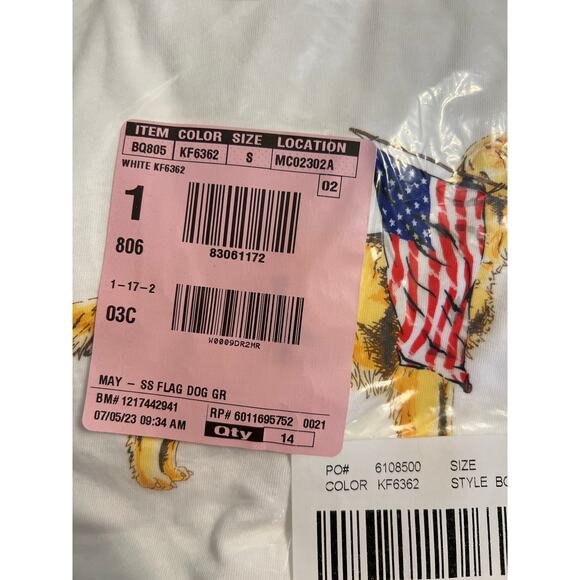 ITEM COLOR SIZE LOCATION
BQ805 KF6362 S MC02302A
WHITE KF6362
02
1
806
83061172
1-17-2
03C
W0009DR2MR
MAY - SS FLAG DOG GR
BM# 1217442941 RP# 6011695752 0021
07/05/23 09:34 AM Qty 14
PO# 6108500 SIZE
COLOR KF6362 STYLE BQ